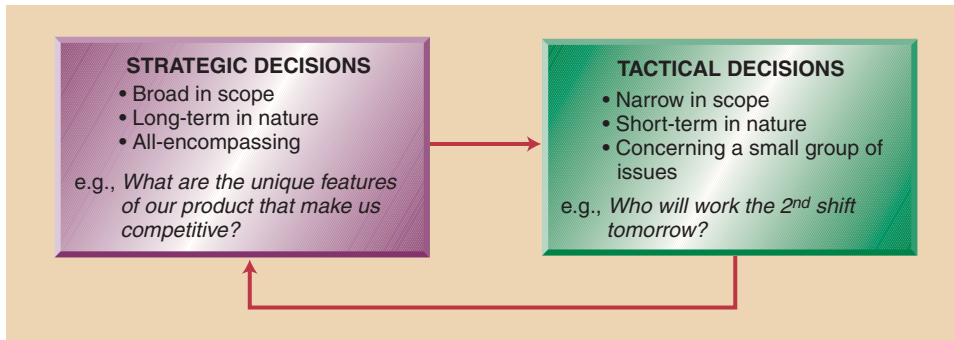 STRATEGIC DECISIONS
• Broad in scope
• Long-term in nature
• All-encompassing
e.g., What are the unique features
of our product that make us
competitive?
TACTICAL DECISIONS
• Narrow in scope
• Short-term in nature
• Concerning a small group of
issues
e.g., Who will work the 2nd shift
tomorrow?